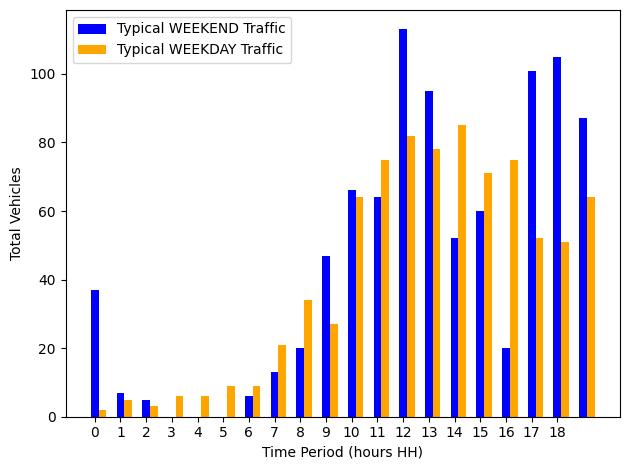 Typical WEEKEND Traffic
Typical WEEKDAY Traffic
100
80
60
40
20
0
Total Vehicles
0 1 2 3 4 5 6 7 8 9 10 11 12 13 14 15 16 17 18
Time Period (hours HH)